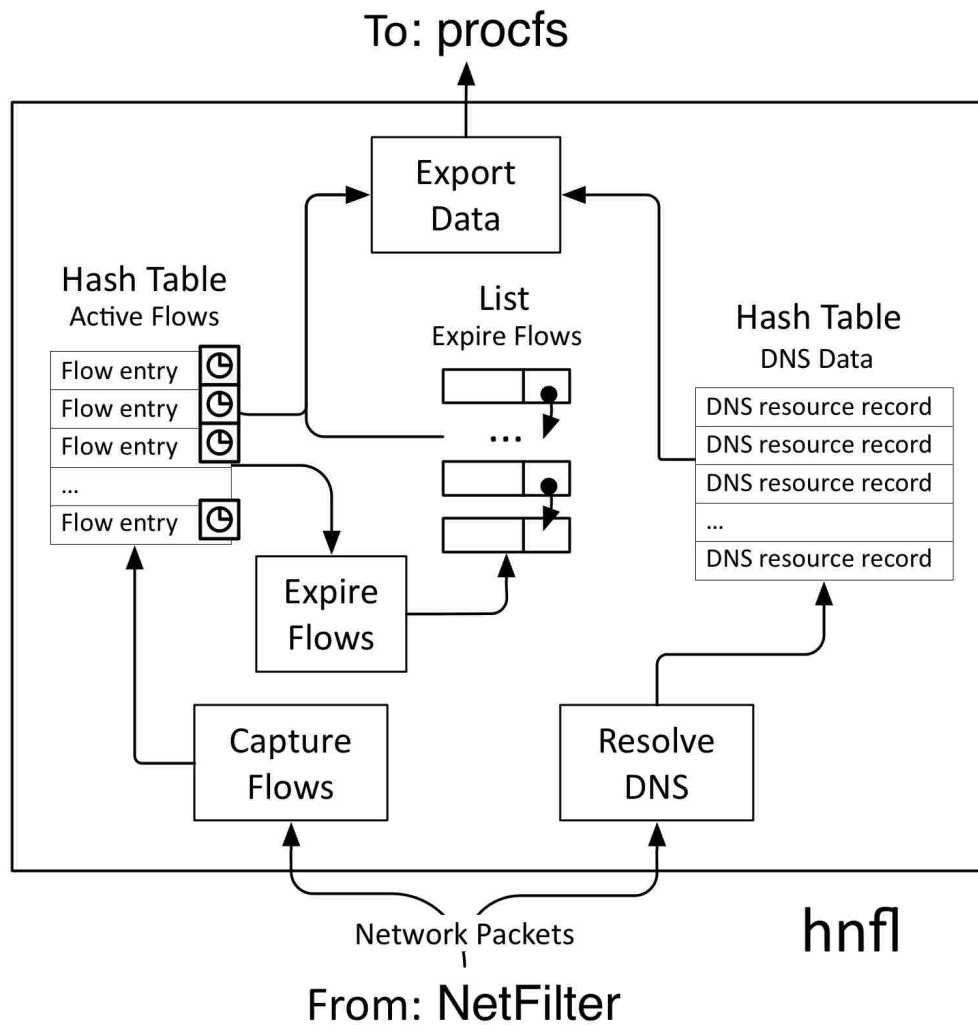 To: procfs
Export
Data
Hash Table
Active Flows
Flow entry
Flow entry
Flow entry
...
Flow entry
List
Expire Flows
...
Hash Table
DNS Data
DNS resource record
DNS resource record
DNS resource record
...
DNS resource record
Expire
Flows
Capture
Flows
Resolve
DNS
Network Packets
hnfl
From: NetFilter